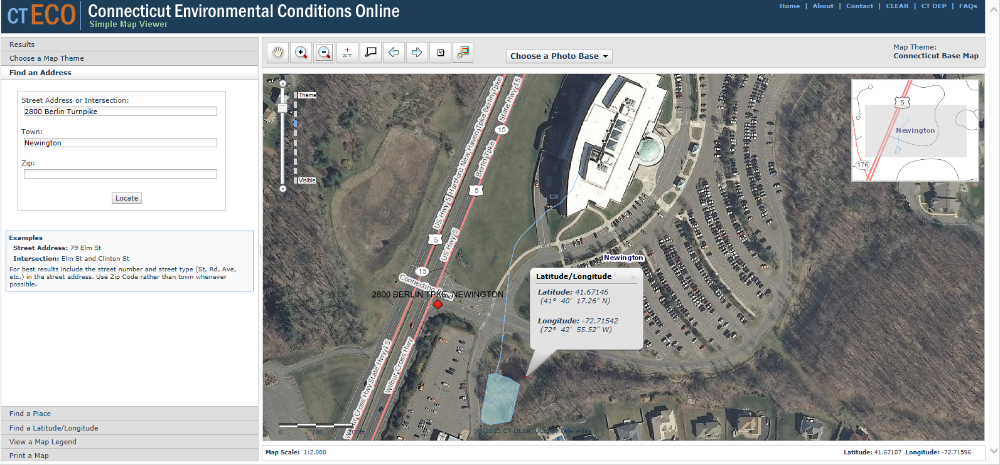 CT ECO
Connecticut Environmental Conditions Online
Simple Map Viewer
Home | About | Contact | CLEAR | CT DEP | FAQs
Results
Choose a Map Theme
Find an Address
Street Address or Intersection:
2800 Berlin Turnpike
Town:
Newington
Zip:
Locate
Examples
Street Address: 79 Elm St
Intersection: Elm St and Clinton St
For best results include the street number and street type (St, Rd, Ave,
etc.) in the street address. Use Zip Code rather than town whenever
possible.
Find a Place
Find a Latitude/Longitude
View a Map Legend
Print a Map
XY
Choose a Photo Base
Map Theme:
Connecticut Base Map
Theme
Visible
US Hwy 5 Hartford New Haven Tpke Berlin Tpke
Berlin Tpke State Hwy 15
15
5
US Hwy 5
5
15
Connecting
2800 BERLIN TPKE, NEWINGTON
Wilbur Cross Hwy State Hwy 15
Wilbur Cross Hwy
Newington
Latitude/Longitude
Latitude: 41.67146
(41° 40' 17.26" N)
Longitude: -72.71542
(72° 42' 55.52" W)
5
Newington
176
0 100 200ft
© 2013 CT DEEP, UConn, Tele-Atlas
Map Scale: 1:2,000
Latitude: 41.67107 Longitude: -72.71596